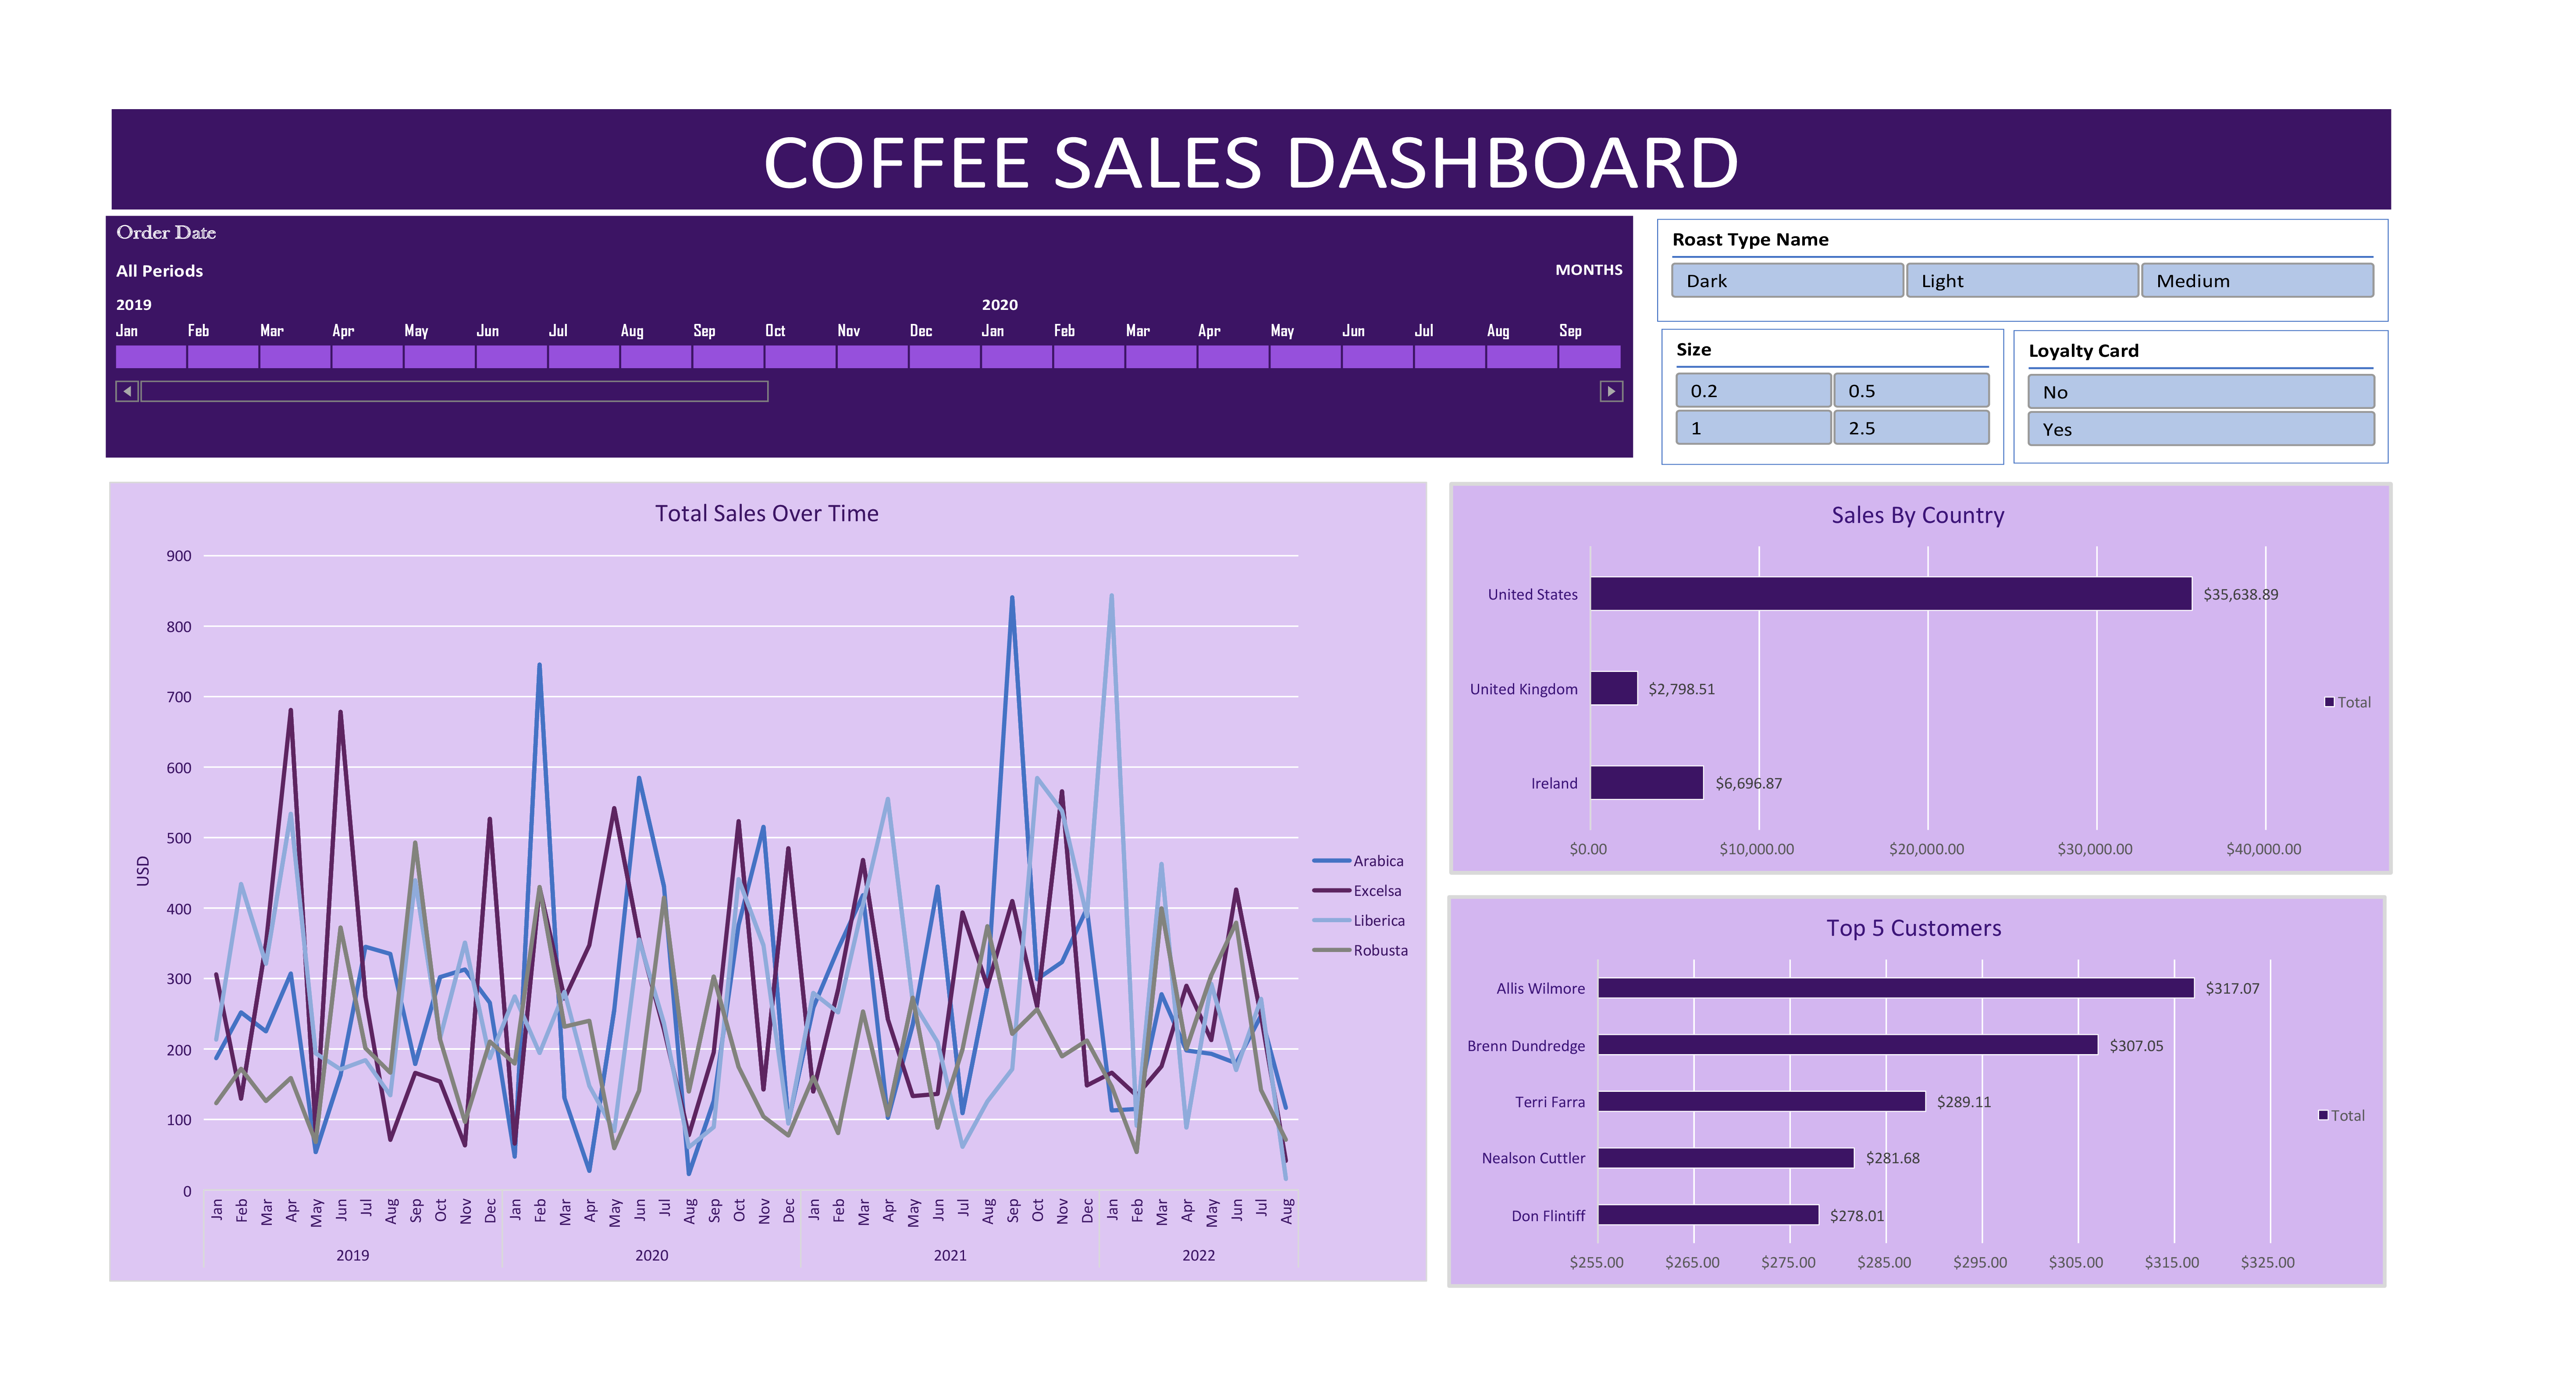 COFFEE SALES DASHBOARD
Order Date
All Periods
MONTHS
2019 2020
Jan Feb Mar Apr May Jun Jul Aug Sep Oct Nov Dec Jan Feb Mar Apr May Jun Jul Aug Sep
Roast Type Name
Dark Light Medium
Size
0.2 0.5
1 2.5
Loyalty Card
No
Yes
Total Sales Over Time
900
800
700
600
500
400
300
200
100
0
USD
Jan Feb Mar Apr May Jun Jul Aug Sep Oct Nov Dec Jan Feb Mar Apr May Jun Jul Aug Sep Oct Nov Dec Jan Feb Mar Apr May Jun Jul Aug Sep Oct Nov Dec Jan Feb Mar Apr May Jun Jul Aug
2019 2020 2021 2022
Arabica
Excelsa
Liberica
Robusta
Sales By Country
United States $35,638.89
United Kingdom $2,798.51
Ireland $6,696.87
$0.00 $10,000.00 $20,000.00 $30,000.00 $40,000.00
Total
Top 5 Customers
Allis Wilmore $317.07
Brenn Dundredge $307.05
Terri Farra $289.11
Nealson Cuttler $281.68
Don Flintiff $278.01
$255.00 $265.00 $275.00 $285.00 $295.00 $305.00 $315.00 $325.00
Total